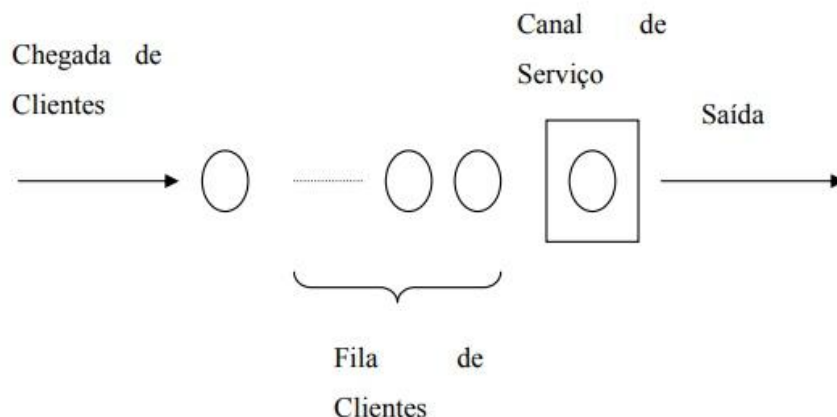 Chegada de
Clientes
Canal de
Serviço
Saída
Fila de
Clientes